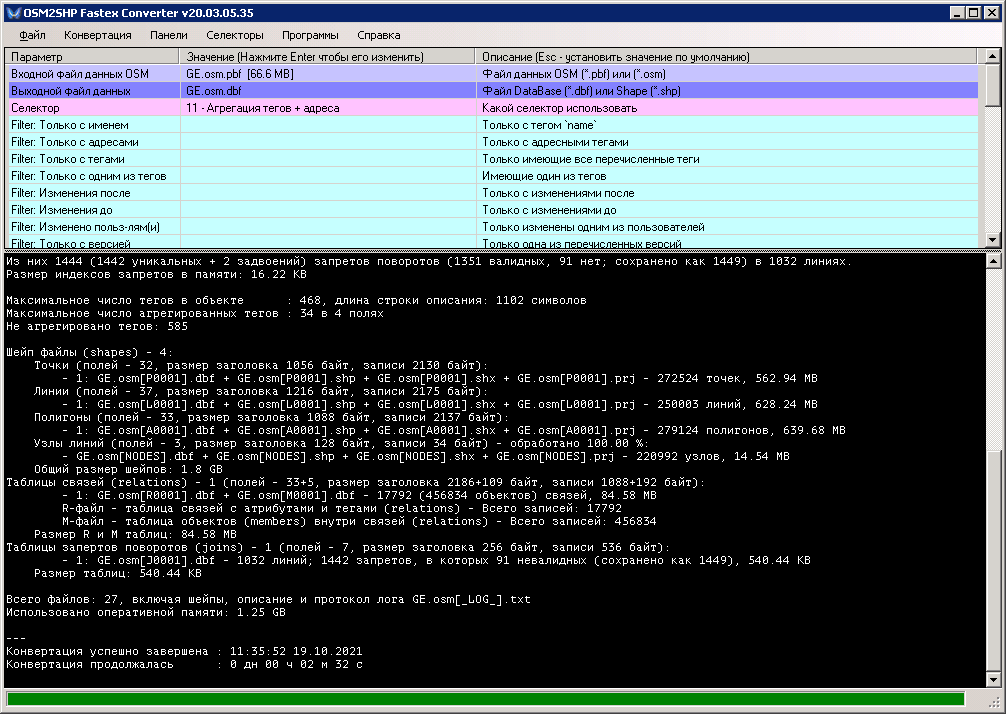 OSM2SHP Fastex Converter v20.03.05.35
Файл Конвертация Панели Селекторы Программы Справка
Параметр Значение (Нажмите Enter чтобы его изменить) Описание (Esc - установить значение по умолчанию)
Входной файл данных OSM GE.osm.pbf [66.6 MB] Файл данных OSM (*.pbf) или (*.osm)
Выходной файл данных GE.osm.dbf Файл DataBase (*.dbf) или Shape (*.shp)
Селектор 11 - Агрегация тегов + адреса Какой селектор использовать
Filter: Только с именем Только с тегом `name`
Filter: Только с адресами Только с адресными тегами
Filter: Только с тегами Только имеющие все перечисленные теги
Filter: Только с одним из тегов Имеющие один из тегов
Filter: Изменения после Только с изменениями после
Filter: Изменения до Только с изменениями до
Filter: Изменено польз-лям(и) Только изменены одним из пользователей
Filter: Только с версией Только одна из перечисленных версий
Из них 1444 (1442 уникальных + 2 задвоений) запретов поворотов (1351 валидных, 91 нет; сохранено как 1449) в 1032 линиях.
Размер индексов запретов в памяти: 16.22 KB
Максимальное число тегов в объекте : 468, длина строки описания: 1102 символов
Максимальное число агрегированных тегов : 34 в 4 полях
Не агрегировано тегов: 585
Шейп файлы (shapes) - 4:
Точки (полей - 32, размер заголовка 1056 байт, записи 2130 байт):
- 1: GE.osm[P0001].dbf + GE.osm[P0001].shp + GE.osm[P0001].shx + GE.osm[P0001].prj - 272524 точек, 562.94 MB
Линии (полей - 37, размер заголовка 1216 байт, записи 2175 байт):
- 1: GE.osm[L0001].dbf + GE.osm[L0001].shp + GE.osm[L0001].shx + GE.osm[L0001].prj - 250003 линий, 628.24 MB
Полигоны (полей - 33, размер заголовка 1088 байт, записи 2137 байт):
- 1: GE.osm[A0001].dbf + GE.osm[A0001].shp + GE.osm[A0001].shx + GE.osm[A0001].prj - 279124 полигонов, 639.68 MB
Узлы линий (полей - 3, размер заголовка 128 байт, записи 34 байт) - обработано 100.00 %:
- GE.osm[NODES].dbf + GE.osm[NODES].shp + GE.osm[NODES].shx + GE.osm[NODES].prj - 220992 узлов, 14.54 MB
Общий размер шейпов: 1.8 GB
Таблицы связей (relations) - 1 (полей - 33+5, размер заголовка 2186+109 байт, записи 1088+192 байт):
- 1: GE.osm[R0001].dbf + GE.osm[M0001].dbf - 17792 (456834 объектов) связей, 84.58 MB
R-файл - таблица связей с атрибутами и тегами (relations) - Всего записей: 17792
M-файл - таблица объектов (members) внутри связей (relations) - Всего записей: 456834
Размер R и M таблиц: 84.58 MB
Таблицы запертов поворотов (joins) - 1 (полей - 7, размер заголовка 256 байт, записи 536 байт):
- 1: GE.osm[J0001].dbf - 1032 линий; 1442 запретов, в которых 91 невалидных (сохранено как 1449), 540.44 KB
Размер таблиц: 540.44 KB
Всего файлов: 27, включая шейпы, описание и протокол лога GE.osm[_LOG_].txt
Использовано оперативной памяти: 1.25 GB
---
Конвертация успешно завершена : 11:35:52 19.10.2021
Конвертация продолжалась : 0 дн 00 ч 02 м 32 с